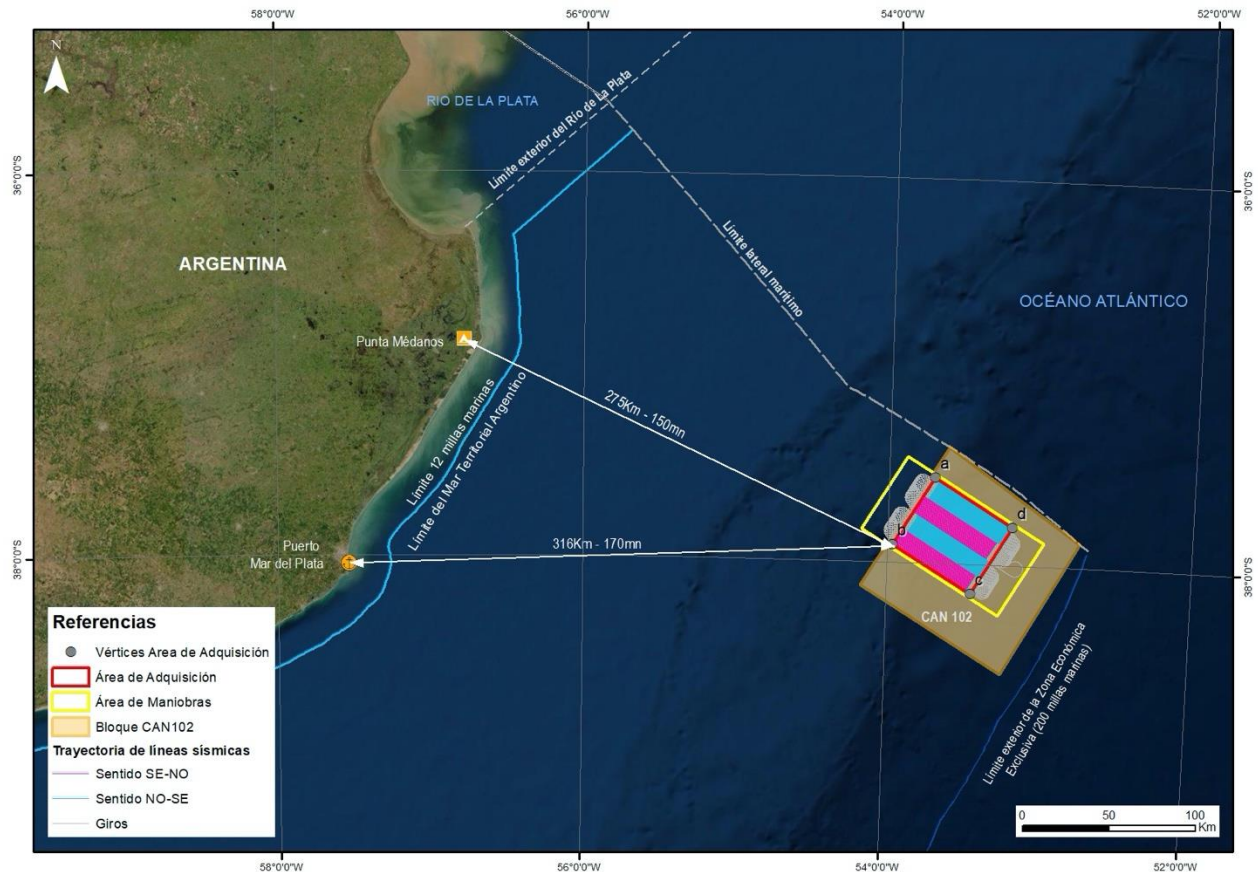 58°0'0"W
56°0'0"W
54°0'0"W
52°0'0"W
N
RIO DE LA PLATA
Límite exterior del Río de La Plata
36°0'0"S
36°0'0"S
ARGENTINA
Límite lateral marítimo
OCÉANO ATLÁNTICO
Punta Médanos
275Km - 150mn
Límite 12 millas marinas
Límite del Mar Territorial Argentino
a
d
b
c
Puerto
Mar del Plata
316Km - 170mn
38°0'0"S
38°0'0"S
CAN 102
Límite exterior de la Zona Económica
Exclusiva (200 millas marinas)
Referencias
Vértices Area de Adquisición
Área de Adquisición
Área de Maniobras
Bloque CAN102
Trayectoria de líneas sísmicas
Sentido SE-NO
Sentido NO-SE
Giros
0 50 100
Km
58°0'0"W
56°0'0"W
54°0'0"W
52°0'0"W